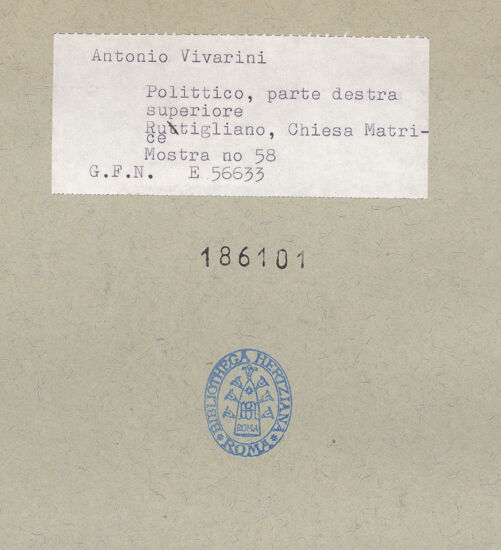 Antonio Vivarini
Polittico, parte destra
superiore
Rutigliano, Chiesa Matri-
ce
Mostra no 58
G.F.N. E 56633
186101
BIBLIOTHECA HERTZIANA
ROMA
ROMA